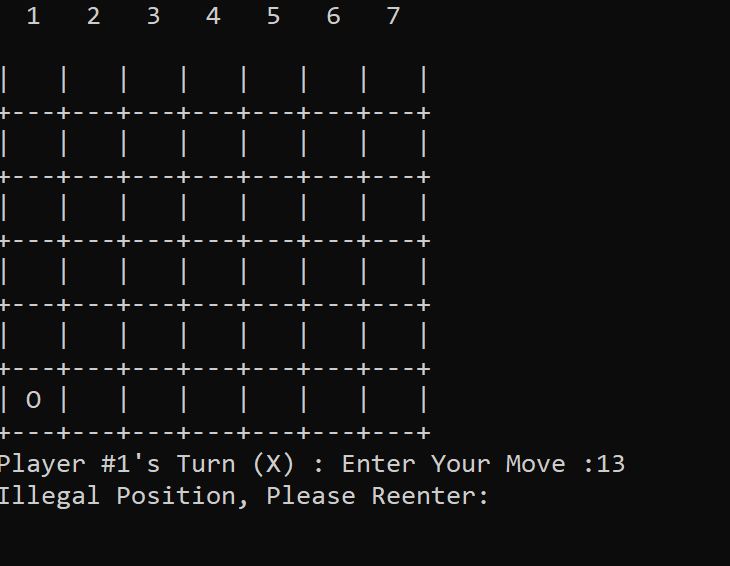 1 2 3 4 5 6 7
| | | | | | | |
+---+---+---+---+---+---+---+
| | | | | | | |
+---+---+---+---+---+---+---+
| | | | | | | |
+---+---+---+---+---+---+---+
| | | | | | | |
+---+---+---+---+---+---+---+
| | | | | | | |
+---+---+---+---+---+---+---+
| O | | | | | | |
+---+---+---+---+---+---+---+
Player #1's Turn (X) : Enter Your Move :13
Illegal Position, Please Reenter: